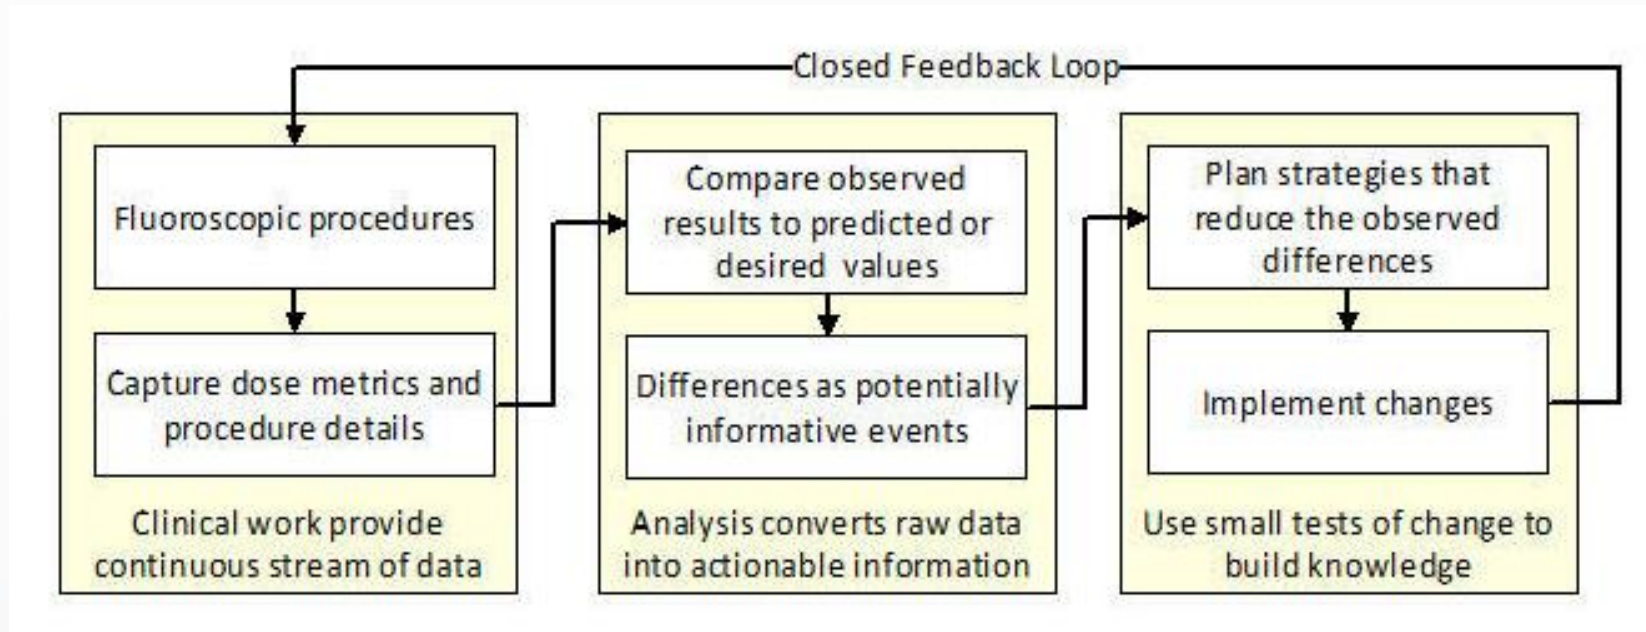 Closed Feedback Loop
Fluoroscopic procedures
Capture dose metrics and
procedure details
Clinical work provide
continuous stream of data
Compare observed
results to predicted or
desired values
Differences as potentially
informative events
Analysis converts raw data
into actionable information
Plan strategies that
reduce the observed
differences
Implement changes
Use small tests of change to
build knowledge